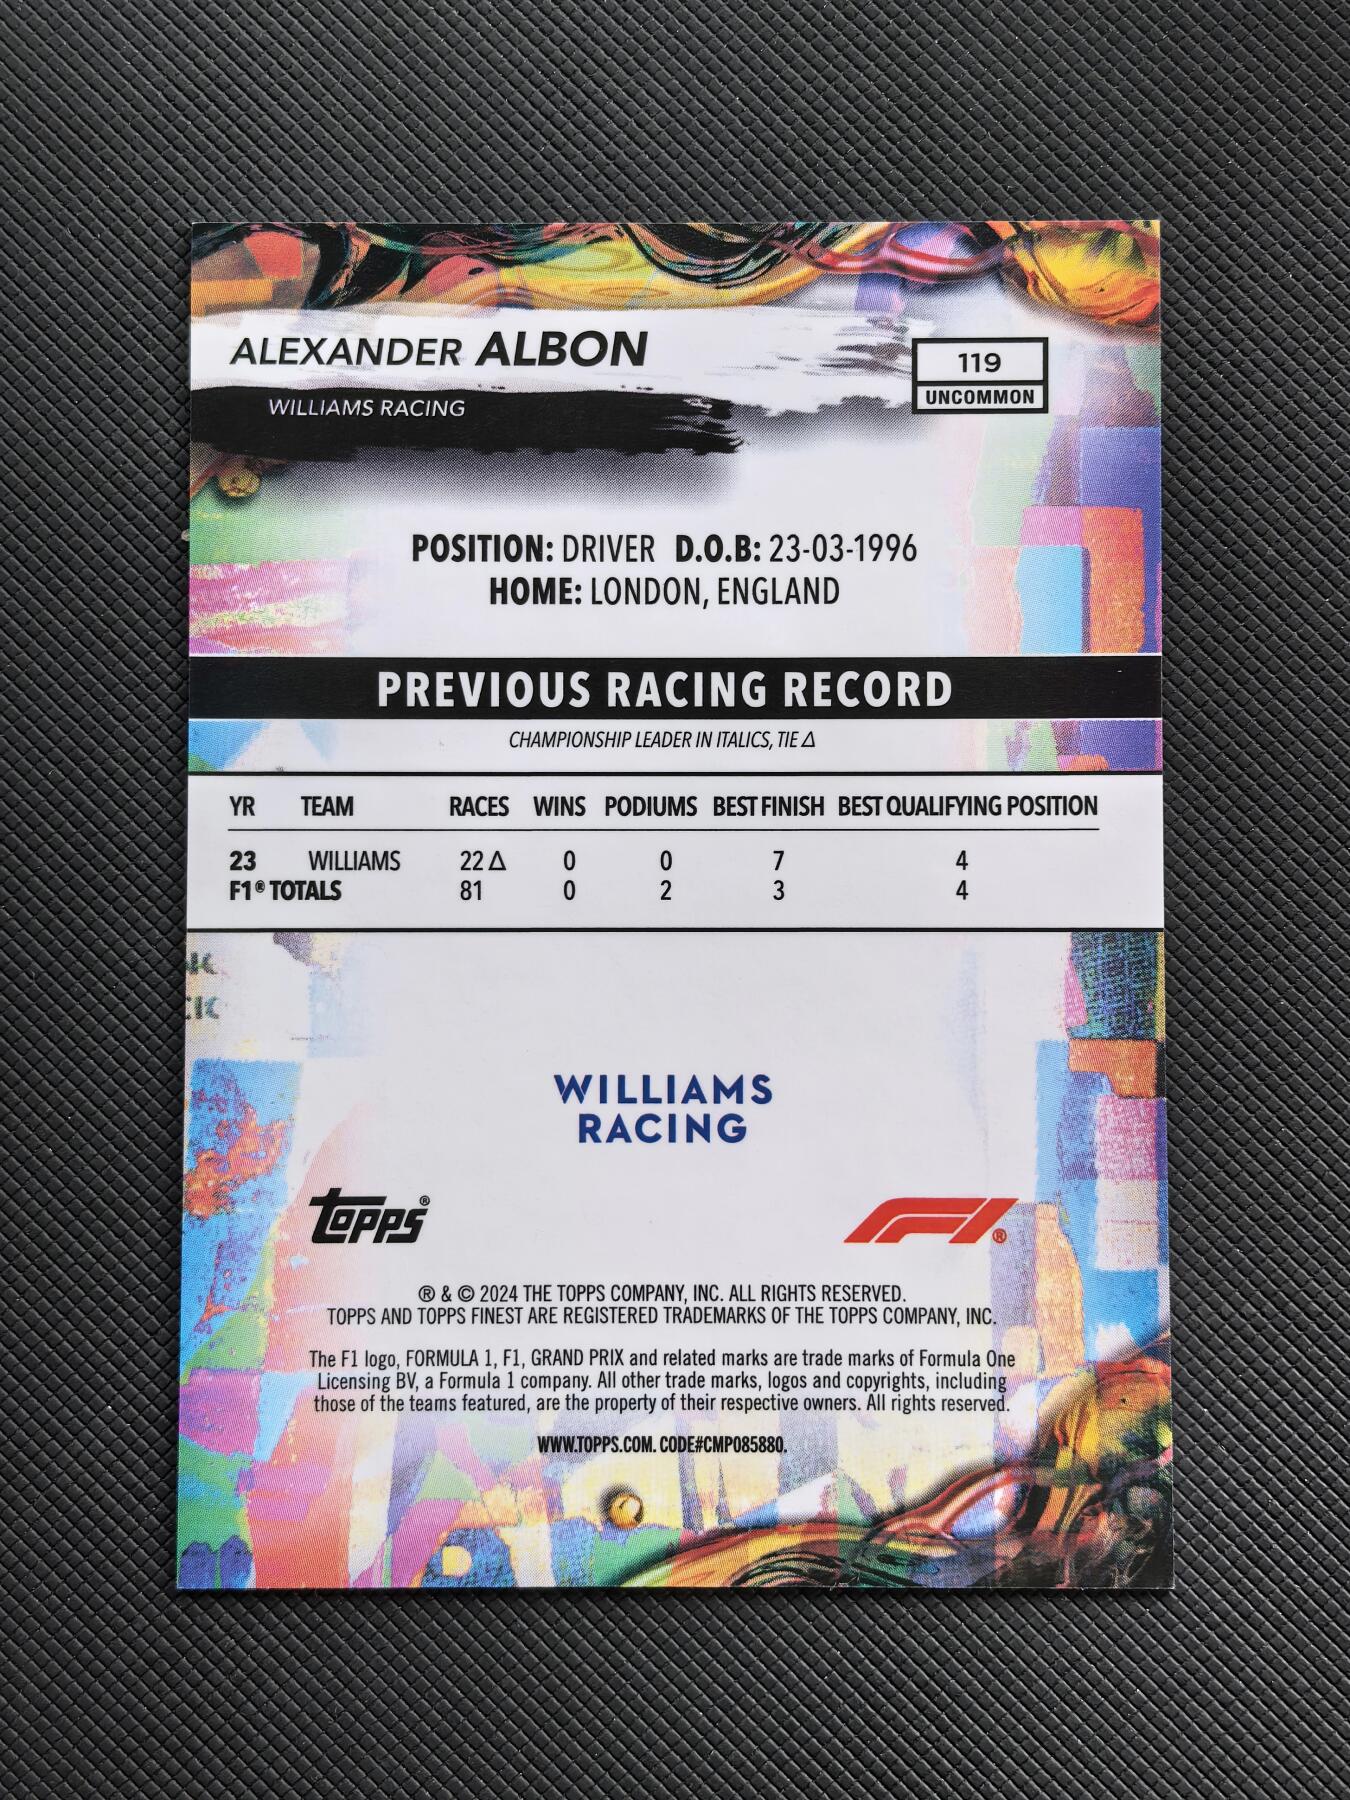 ALEXANDER ALBON
119
UNCOMMON
WILLIAMS RACING
POSITION: DRIVER D.O.B: 23-03-1996
HOME: LONDON, ENGLAND
PREVIOUS RACING RECORD
CHAMPIONSHIP LEADER IN ITALICS, TIE Δ
YR TEAM RACES WINS PODIUMS BEST FINISH BEST QUALIFYING POSITION
23 WILLIAMS 22 Δ 0 0 7 4
F1® TOTALS 81 0 2 3 4
WILLIAMS
RACING
topps®
F1®
® & © 2024 THE TOPPS COMPANY, INC. ALL RIGHTS RESERVED.
TOPPS AND TOPPS FINEST ARE REGISTERED TRADEMARKS OF THE TOPPS COMPANY, INC.
The F1 logo, FORMULA 1, F1, GRAND PRIX and related marks are trade marks of Formula One
Licensing BV, a Formula 1 company. All other trade marks, logos and copyrights, including
those of the teams featured, are the property of their respective owners. All rights reserved.
WWW.TOPPS.COM. CODE#CMP085880.